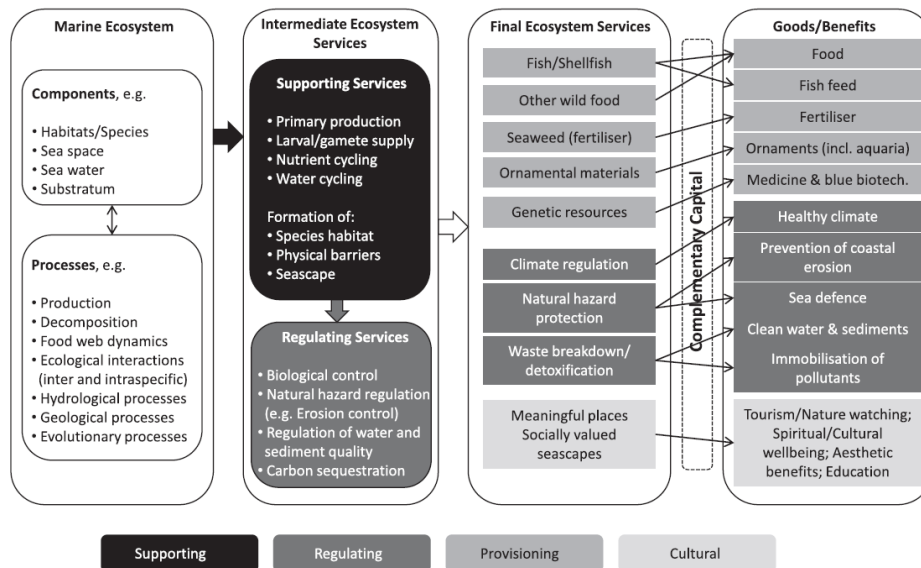 Marine Ecosystem
Components, e.g.
• Habitats/Species
• Sea space
• Sea water
• Substratum
Processes, e.g.
• Production
• Decomposition
• Food web dynamics
• Ecological interactions
(inter and intraspecific)
• Hydrological processes
• Geological processes
• Evolutionary processes
Intermediate Ecosystem
Services
Supporting Services
• Primary production
• Larval/gamete supply
• Nutrient cycling
• Water cycling
Formation of:
• Species habitat
• Physical barriers
• Seascape
Regulating Services
• Biological control
• Natural hazard regulation
(e.g. Erosion control)
• Regulation of water and
sediment quality
• Carbon sequestration
Final Ecosystem Services
Fish/Shellfish
Other wild food
Seaweed (fertiliser)
Ornamental materials
Genetic resources
Climate regulation
Natural hazard
protection
Waste breakdown/
detoxification
Meaningful places
Socially valued
seascapes
Complementary Capital
Goods/Benefits
Food
Fish feed
Fertiliser
Ornaments (incl. aquaria)
Medicine & blue biotech.
Healthy climate
Prevention of coastal
erosion
Sea defence
Clean water & sediments
Immobilisation of
pollutants
Tourism/Nature watching;
Spiritual/Cultural
wellbeing; Aesthetic
benefits; Education
Supporting
Regulating
Provisioning
Cultural